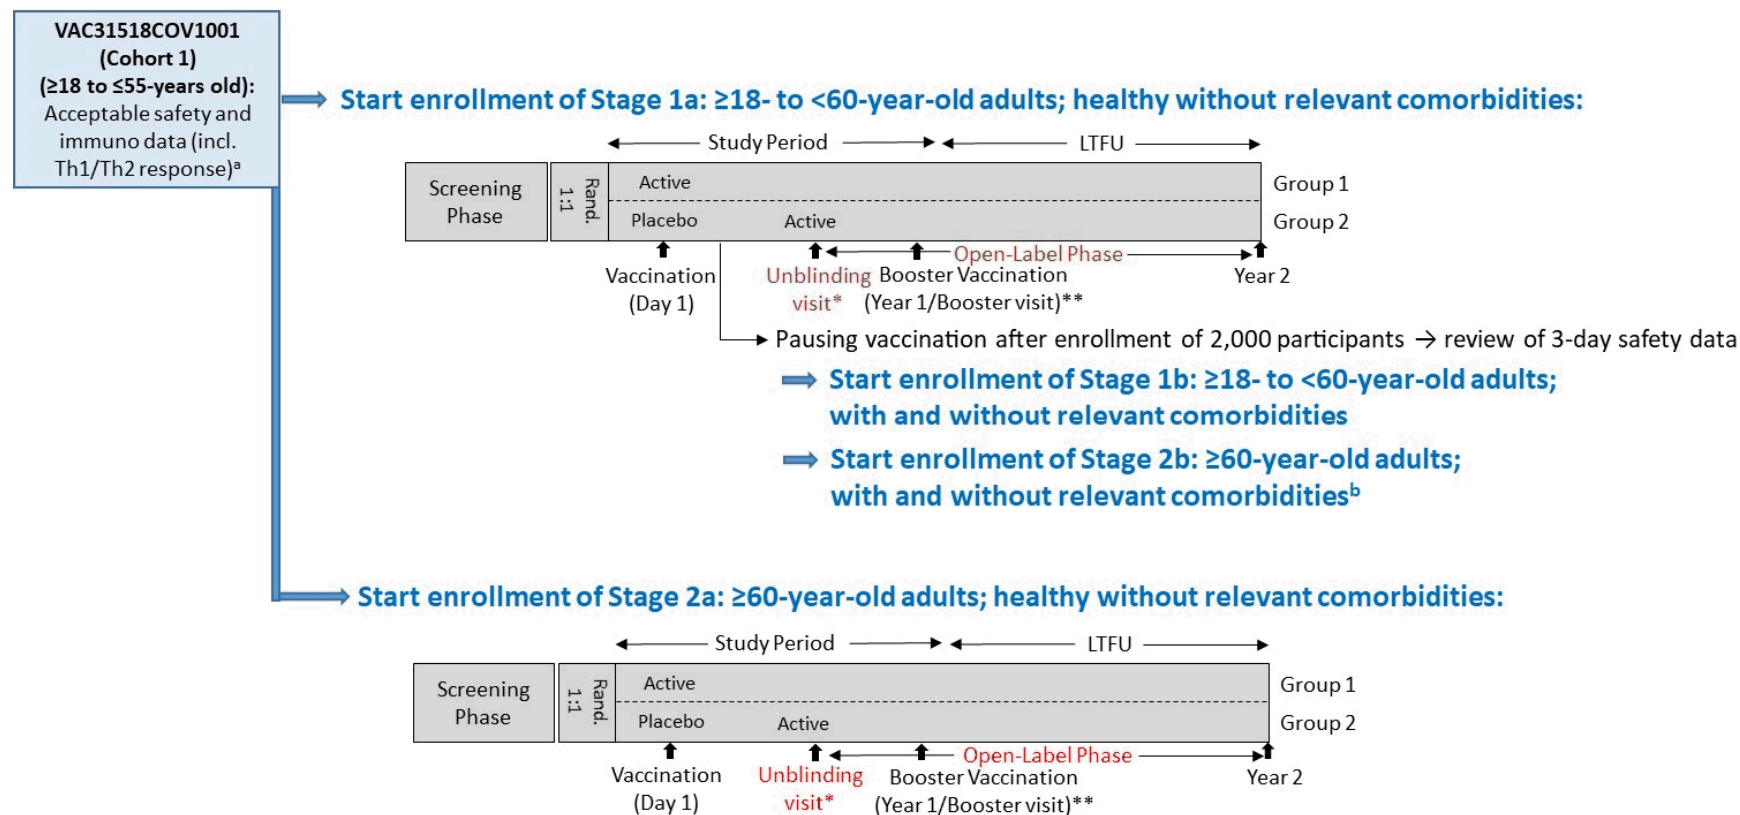 VAC31518COV1001
(Cohort 1)
(≥18 to ≤55-years old):
Acceptable safety and
immuno data (incl.
Th1/Th2 response)ᵃ
Start enrollment of Stage 1a: ≥18- to <60-year-old adults; healthy without relevant comorbidities:
Study Period
LTFU
Screening
Phase
Rand.
1:1
Active
Group 1
Placebo
Active
Group 2
Open-Label Phase
Vaccination
(Day 1)
Unblinding
visit*
Booster Vaccination
(Year 1/Booster visit)**
Year 2
Pausing vaccination after enrollment of 2,000 participants → review of 3-day safety data
Start enrollment of Stage 1b: ≥18- to <60-year-old adults;
with and without relevant comorbidities
Start enrollment of Stage 2b: ≥60-year-old adults;
with and without relevant comorbiditiesᵇ
Start enrollment of Stage 2a: ≥60-year-old adults; healthy without relevant comorbidities:
Study Period
LTFU
Screening
Phase
Rand.
1:1
Active
Group 1
Placebo
Active
Group 2
Open-Label Phase
Vaccination
(Day 1)
Unblinding
visit*
Booster Vaccination
(Year 1/Booster visit)**
Year 2